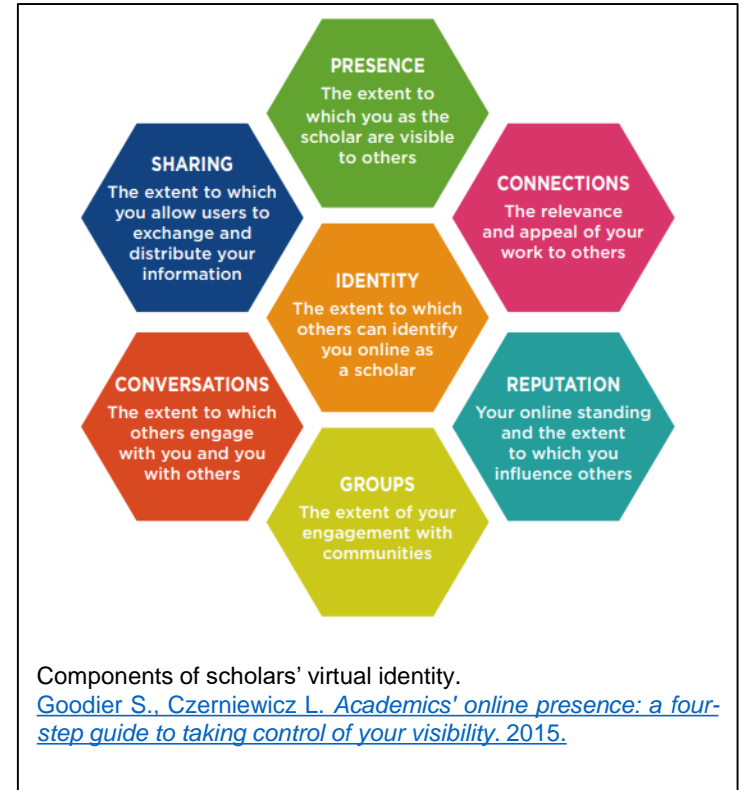 PRESENCE
The extent to
which you as the
scholar are visible
to others
SHARING
The extent to which
you allow users to
exchange and
distribute your
information
CONNECTIONS
The relevance
and appeal of your
work to others
IDENTITY
The extent to which
others can identify
you online as
a scholar
CONVERSATIONS
The extent to which
others engage
with you and you
with others
REPUTATION
Your online standing
and the extent
to which you
influence others
GROUPS
The extent of your
engagement with
communities
Components of scholars’ virtual identity.
Goodier S., Czerniewicz L. Academics' online presence: a four-
step guide to taking control of your visibility. 2015.